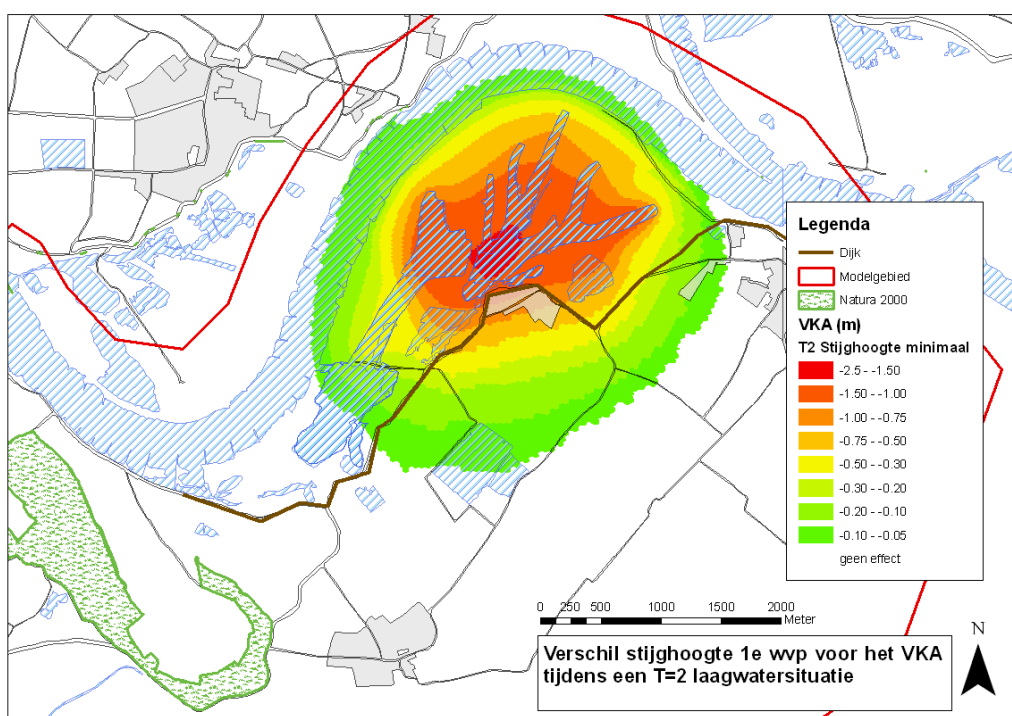 Legenda
Dijk
Modelgebied
Natura 2000
VKA (m)
T2 Stijghoogte minimaal
-2.5 - -1.50
-1.50 - -1.00
-1.00 - -0.75
-0.75 - -0.50
-0.50 - -0.30
-0.30 - -0.20
-0.20 - -0.10
-0.10 - -0.05
geen effect
0 250 500 1000 1500 2000
Meter
N
Verschil stijghoogte 1e wvp voor het VKA
tijdens een T=2 laagwatersituatie